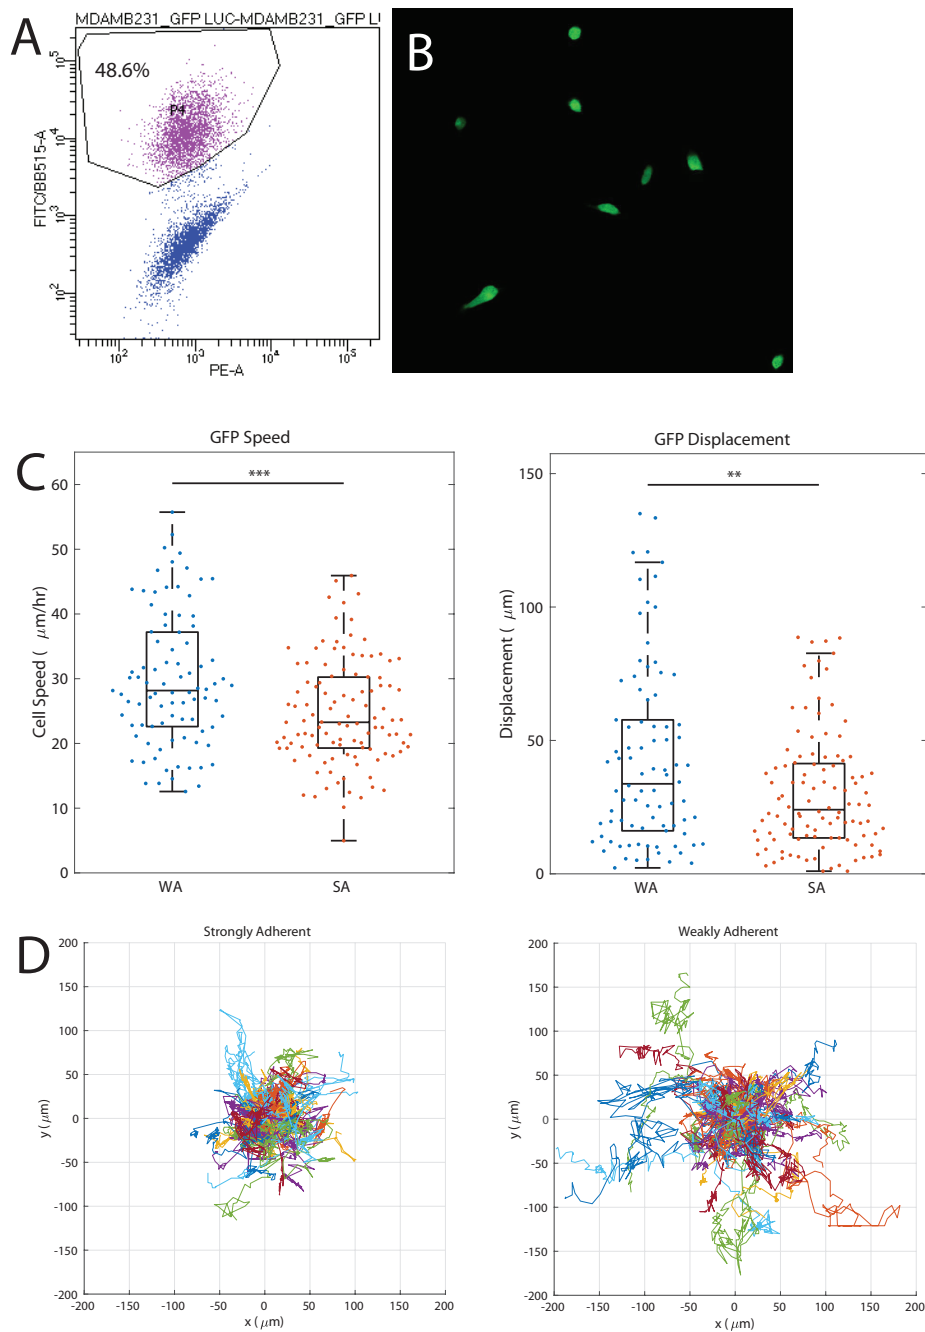 A
MDAMB231_GFP LUC-MDAMB231_GFP LU
48.6%
P4
FITC/BB515-A
10^5
10^4
10^3
10^2
10^2 10^3 10^4 10^5
PE-A
B
C
GFP Speed
***
Cell Speed ( μm/hr)
60
50
40
30
20
10
0
WA SA
GFP Displacement
**
Displacement ( μm)
150
100
50
0
WA SA
D
Strongly Adherent
y ( μm)
200
150
100
50
0
-50
-100
-150
-200
-200 -150 -100 -50 0 50 100 150 200
x ( μm)
Weakly Adherent
y ( μm)
200
150
100
50
0
-50
-100
-150
-200
-200 -150 -100 -50 0 50 100 150 200
x ( μm)